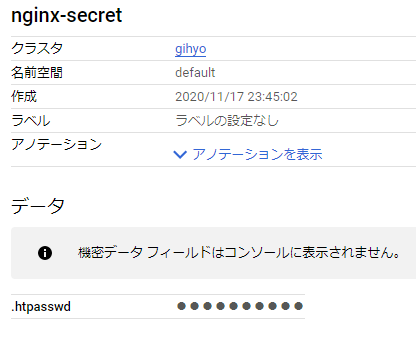 nginx-secret
クラスタ gihyo
名前空間 default
作成 2020/11/17 23:45:02
ラベル ラベルの設定なし
アノテーション アノテーションを表示
データ
機密データ フィールドはコンソールに表示されません。
.htpasswd ●●●●●●●●●●